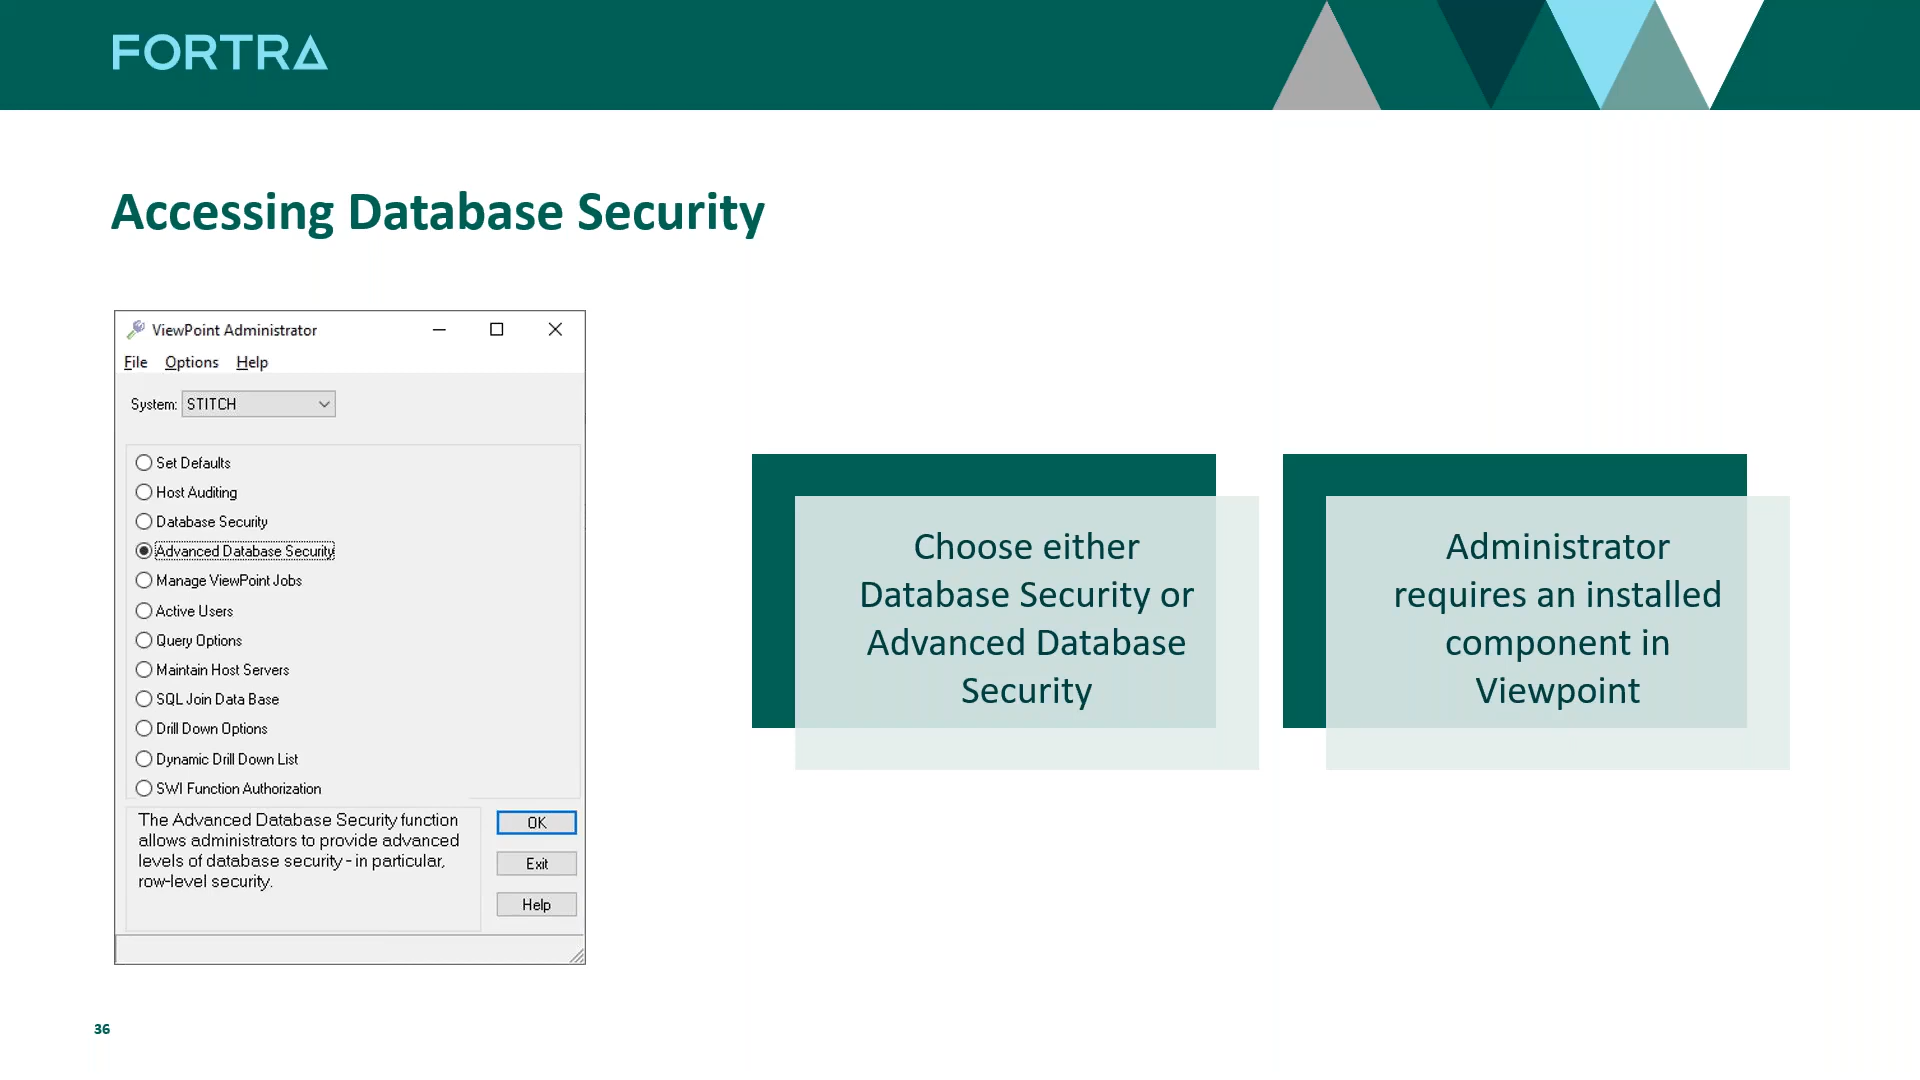 FORTRA
Accessing Database Security
ViewPoint Administrator
File Options Help
System: STITCH
Set Defaults
Host Auditing
Database Security
Advanced Database Security
Manage ViewPoint Jobs
Active Users
Query Options
Maintain Host Servers
SQL Join Data Base
Drill Down Options
Dynamic Drill Down List
SWI Function Authorization
The Advanced Database Security function
allows administrators to provide advanced
levels of database security - in particular,
row-level security.
OK
Exit
Help
Choose either
Database Security or
Advanced Database
Security
Administrator
requires an installed
component in
Viewpoint
36